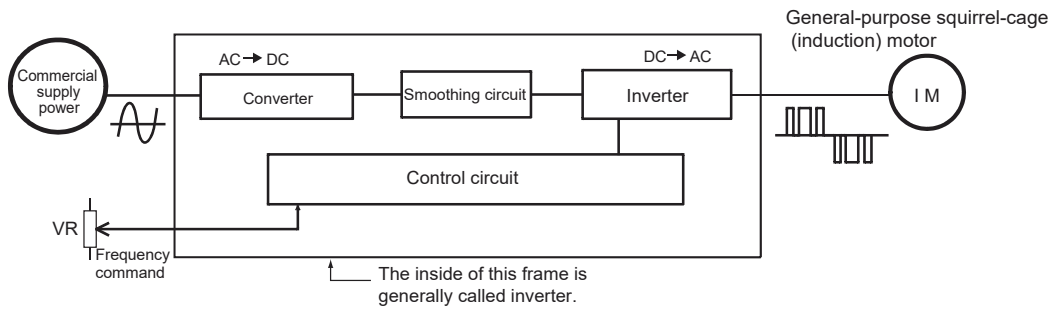 General-purpose squirrel-cage
(induction) motor
Commercial
supply
power
AC → DC
Converter
Smoothing circuit
DC → AC
Inverter
I M
Control circuit
VR
Frequency
command
The inside of this frame is
generally called inverter.